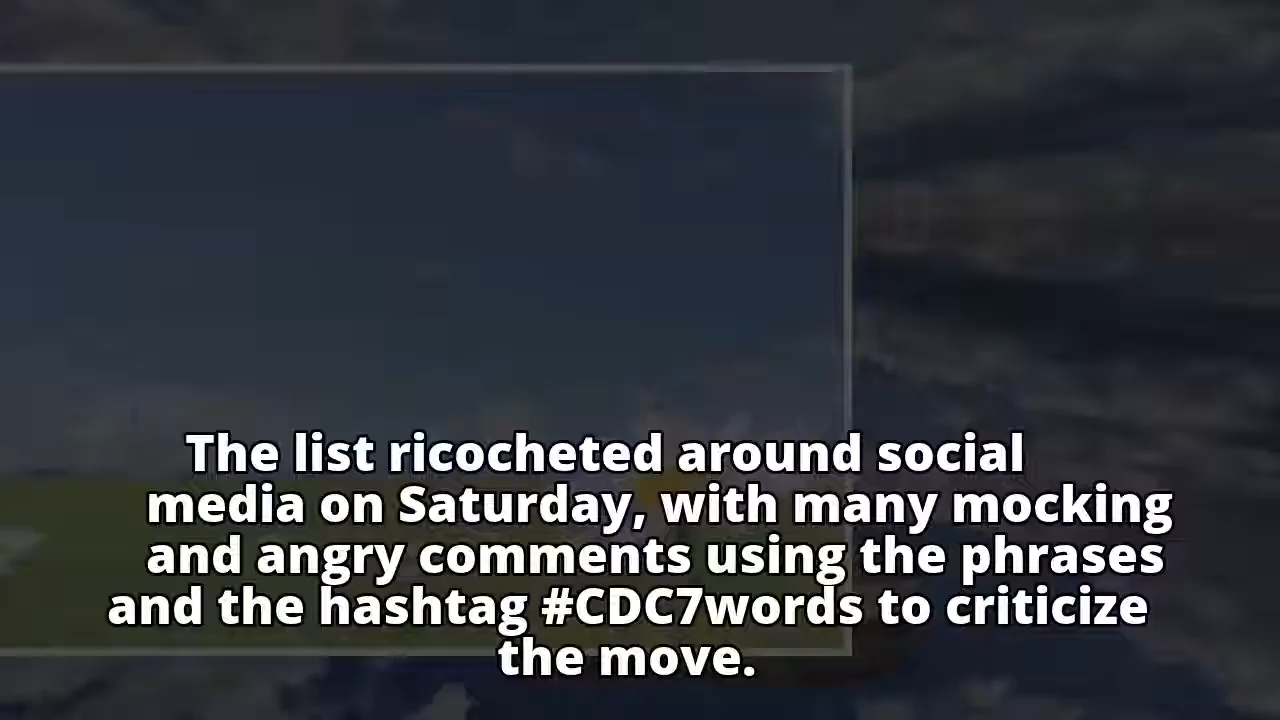 The list ricocheted around social
media on Saturday, with many mocking
and angry comments using the phrases
and the hashtag #CDC7words to criticize
the move.